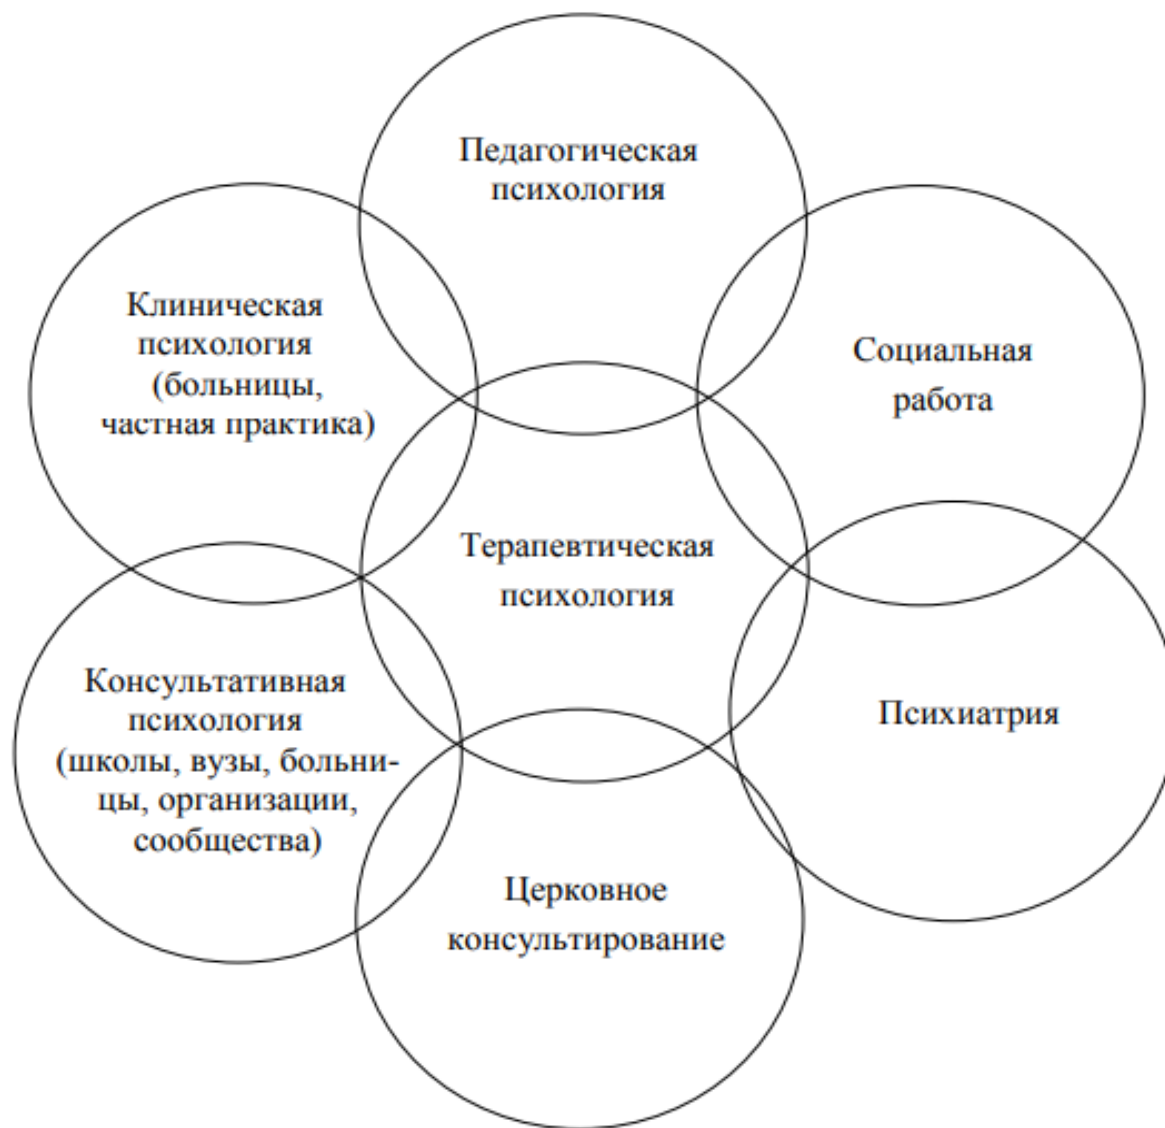 Педагогическая
психология
Клиническая
психология
(больницы,
частная практика)
Социальная
работа
Терапевтическая
психология
Консультативная
психология
(школы, вузы, больни-
цы, организации,
сообщества)
Психиатрия
Церковное
консультирование